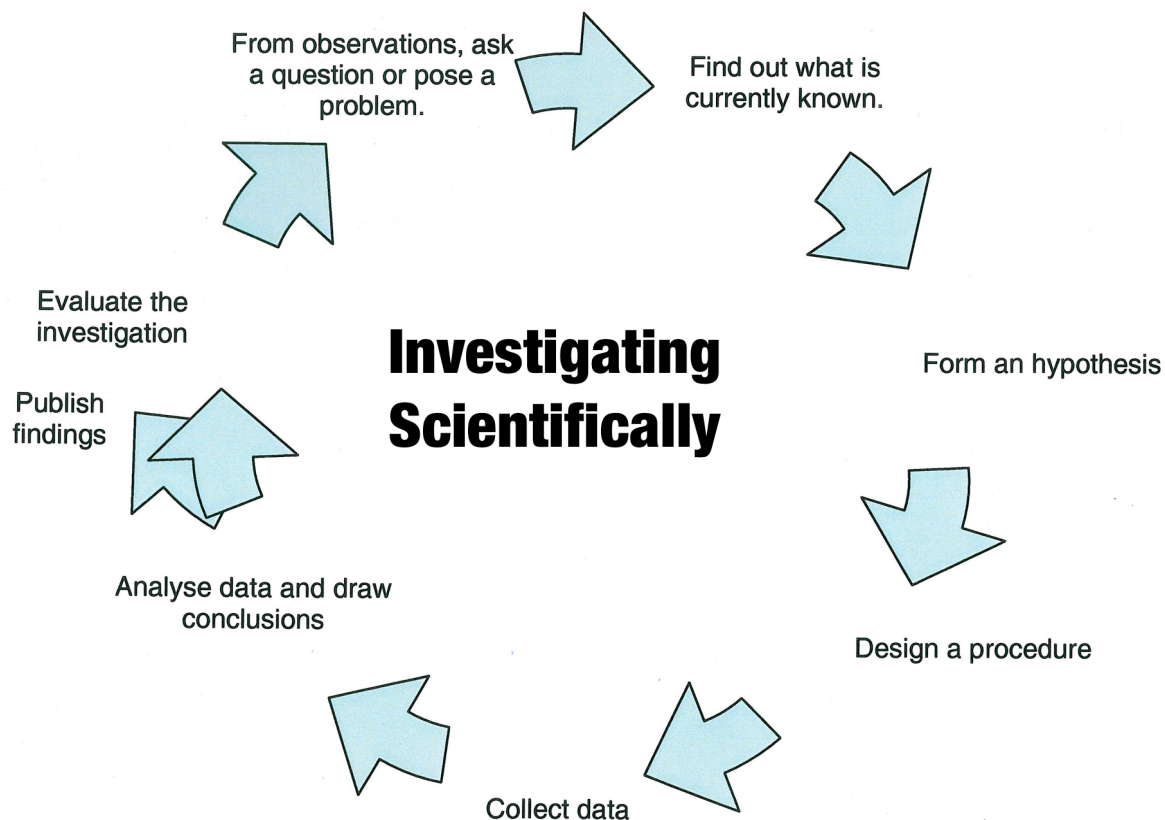 From observations, ask
a question or pose a
problem.
Find out what is
currently known.
Form an hypothesis
Design a procedure
Collect data
Analyse data and draw
conclusions
Publish
findings
Evaluate the
investigation
Investigating
Scientifically